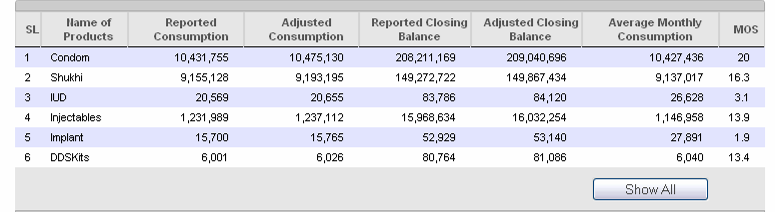 SL Name of Products Reported Consumption Adjusted Consumption Reported Closing Balance Adjusted Closing Balance Average Monthly Consumption MOS
1 Condom 10,431,755 10,475,130 208,211,169 209,040,696 10,427,436 20
2 Shukhi 9,155,128 9,193,195 149,272,722 149,867,434 9,137,017 16.3
3 IUD 20,569 20,655 83,786 84,120 26,628 3.1
4 Injectables 1,231,989 1,237,112 15,968,634 16,032,254 1,146,958 13.9
5 Implant 15,700 15,765 52,929 53,140 27,891 1.9
6 DDSKits 6,001 6,026 80,764 81,086 6,040 13.4
Show All